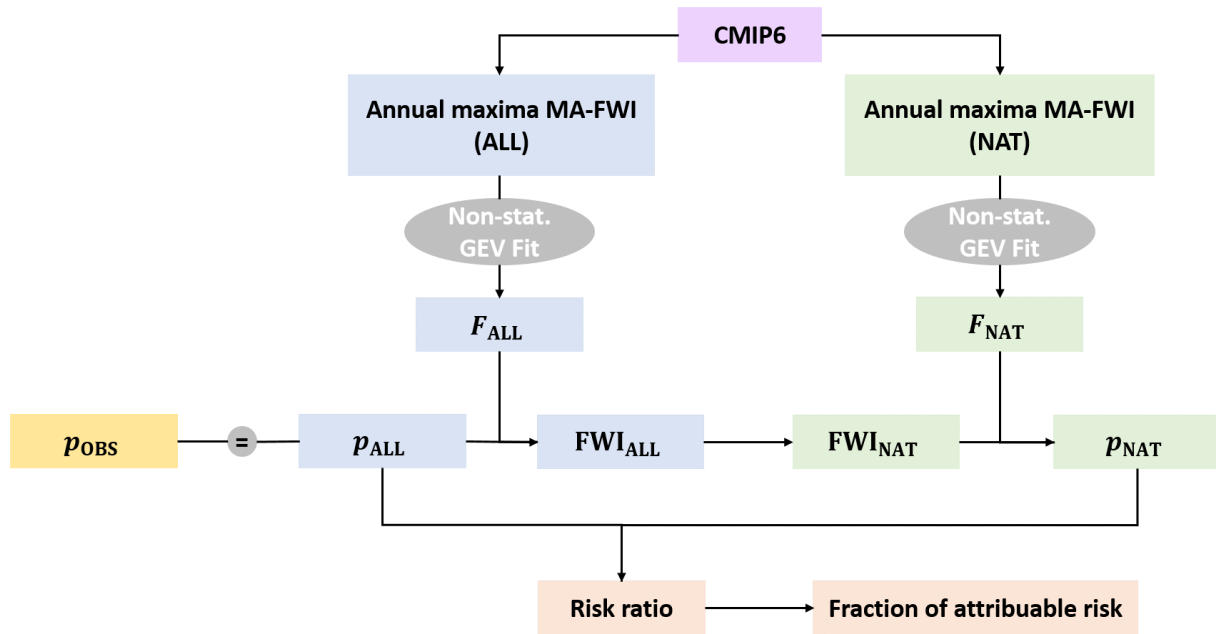 CMIP6
Annual maxima MA-FWI
(ALL)
Annual maxima MA-FWI
(NAT)
Non-stat.
GEV Fit
Non-stat.
GEV Fit
F_ALL
F_NAT
p_OBS
=
p_ALL
FWI_ALL
FWI_NAT
p_NAT
Risk ratio
Fraction of attribuable risk